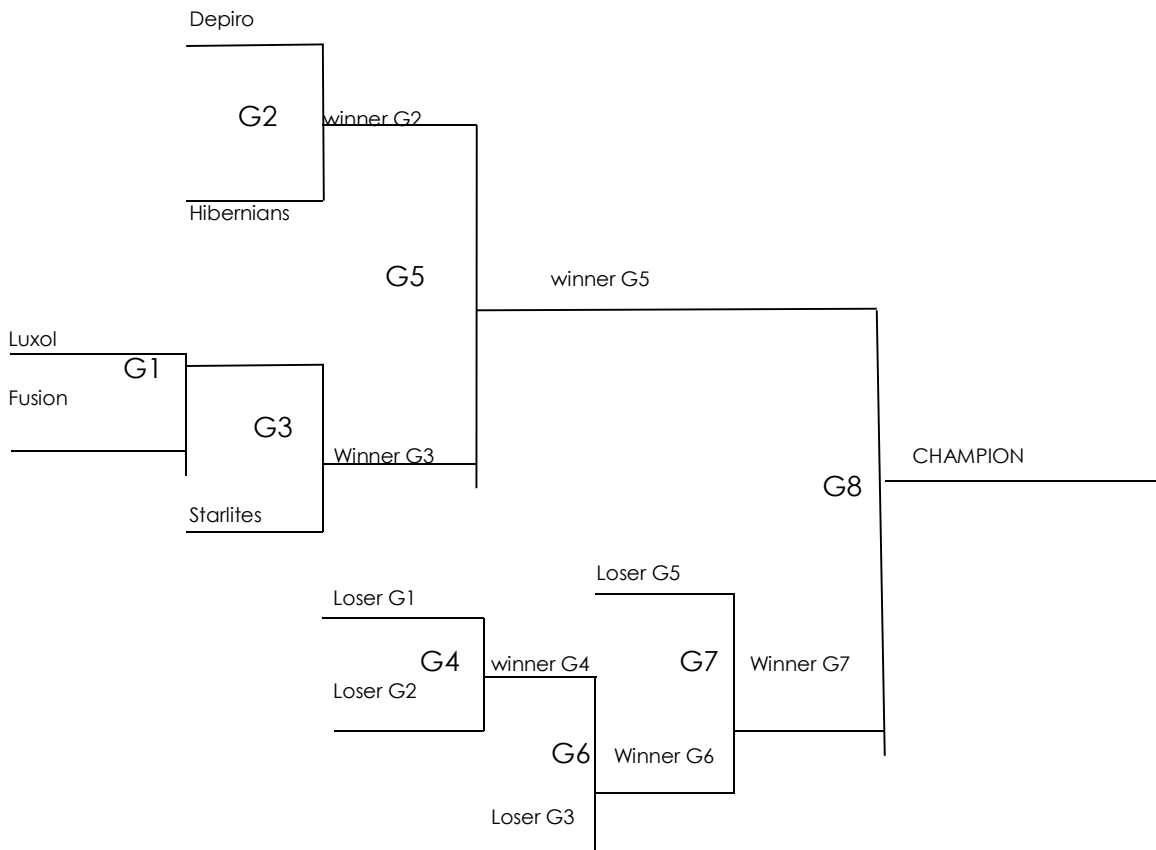 Depiro
G2
winner G2
Hibernians
G5
winner G5
Luxol
G1
Fusion
G3
Winner G3
CHAMPION
G8
Starlites
Loser G5
Loser G1
G4
winner G4
G7
Winner G7
Loser G2
G6
Winner G6
Loser G3